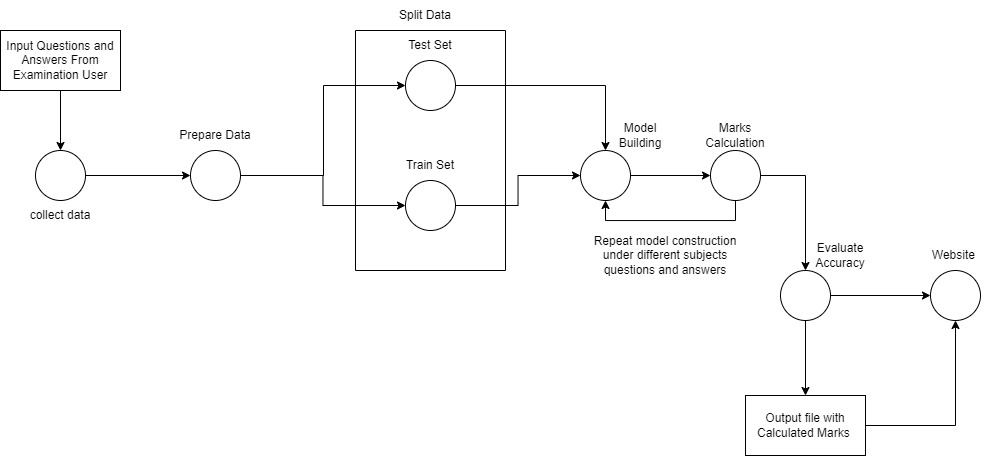 Split Data
Input Questions and
Answers From
Examination User
Test Set
Prepare Data
Model
Building
Marks
Calculation
Train Set
collect data
Repeat model construction
under different subjects
questions and answers
Evaluate
Accuracy
Website
Output file with
Calculated Marks